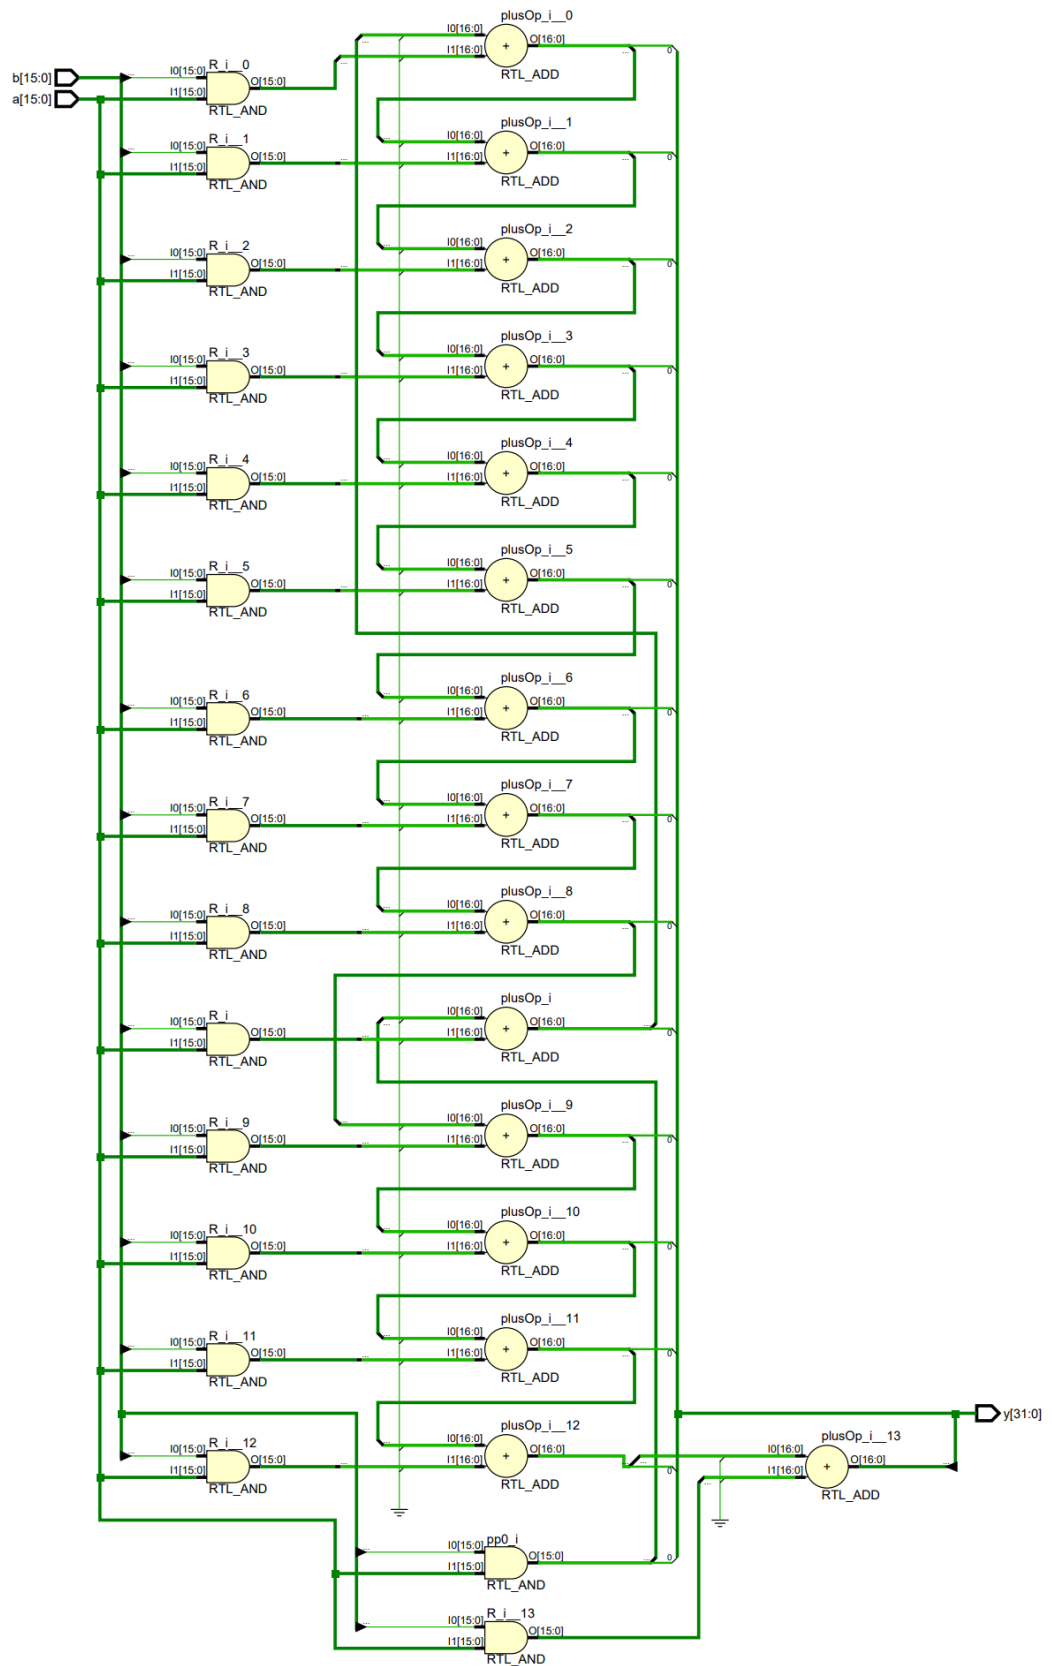 plusOp_i__0
I0[16:0]
O[16:0]
I1[16:0]
+
RTL_ADD
0
b[15:0]
a[15:0]
R_i__0
I0[15:0]
O[15:0]
I1[15:0]
RTL_AND
plusOp_i__1
I0[16:0]
O[16:0]
I1[16:0]
+
RTL_ADD
0
R_i__1
I0[15:0]
O[15:0]
I1[15:0]
RTL_AND
plusOp_i__2
I0[16:0]
O[16:0]
I1[16:0]
+
RTL_ADD
0
R_i__2
I0[15:0]
O[15:0]
I1[15:0]
RTL_AND
plusOp_i__3
I0[16:0]
O[16:0]
I1[16:0]
+
RTL_ADD
0
R_i__3
I0[15:0]
O[15:0]
I1[15:0]
RTL_AND
plusOp_i__4
I0[16:0]
O[16:0]
I1[16:0]
+
RTL_ADD
0
R_i__4
I0[15:0]
O[15:0]
I1[15:0]
RTL_AND
plusOp_i__5
I0[16:0]
O[16:0]
I1[16:0]
+
RTL_ADD
0
R_i__5
I0[15:0]
O[15:0]
I1[15:0]
RTL_AND
plusOp_i__6
I0[16:0]
O[16:0]
I1[16:0]
+
RTL_ADD
0
R_i__6
I0[15:0]
O[15:0]
I1[15:0]
RTL_AND
plusOp_i__7
I0[16:0]
O[16:0]
I1[16:0]
+
RTL_ADD
0
R_i__7
I0[15:0]
O[15:0]
I1[15:0]
RTL_AND
plusOp_i__8
I0[16:0]
O[16:0]
I1[16:0]
+
RTL_ADD
0
R_i__8
I0[15:0]
O[15:0]
I1[15:0]
RTL_AND
plusOp_i
I0[16:0]
O[16:0]
I1[16:0]
+
RTL_ADD
0
R_i
I0[15:0]
O[15:0]
I1[15:0]
RTL_AND
plusOp_i__9
I0[16:0]
O[16:0]
I1[16:0]
+
RTL_ADD
0
R_i__9
I0[15:0]
O[15:0]
I1[15:0]
RTL_AND
plusOp_i__10
I0[16:0]
O[16:0]
I1[16:0]
+
RTL_ADD
0
R_i__10
I0[15:0]
O[15:0]
I1[15:0]
RTL_AND
plusOp_i__11
I0[16:0]
O[16:0]
I1[16:0]
+
RTL_ADD
0
R_i__11
I0[15:0]
O[15:0]
I1[15:0]
RTL_AND
plusOp_i__12
I0[16:0]
O[16:0]
I1[16:0]
+
RTL_ADD
0
R_i__12
I0[15:0]
O[15:0]
I1[15:0]
RTL_AND
y[31:0]
plusOp_i__13
I0[16:0]
O[16:0]
I1[16:0]
+
RTL_ADD
pp0_i
I0[15:0]
O[15:0]
I1[15:0]
RTL_AND
0
R_i__13
I0[15:0]
O[15:0]
I1[15:0]
RTL_AND